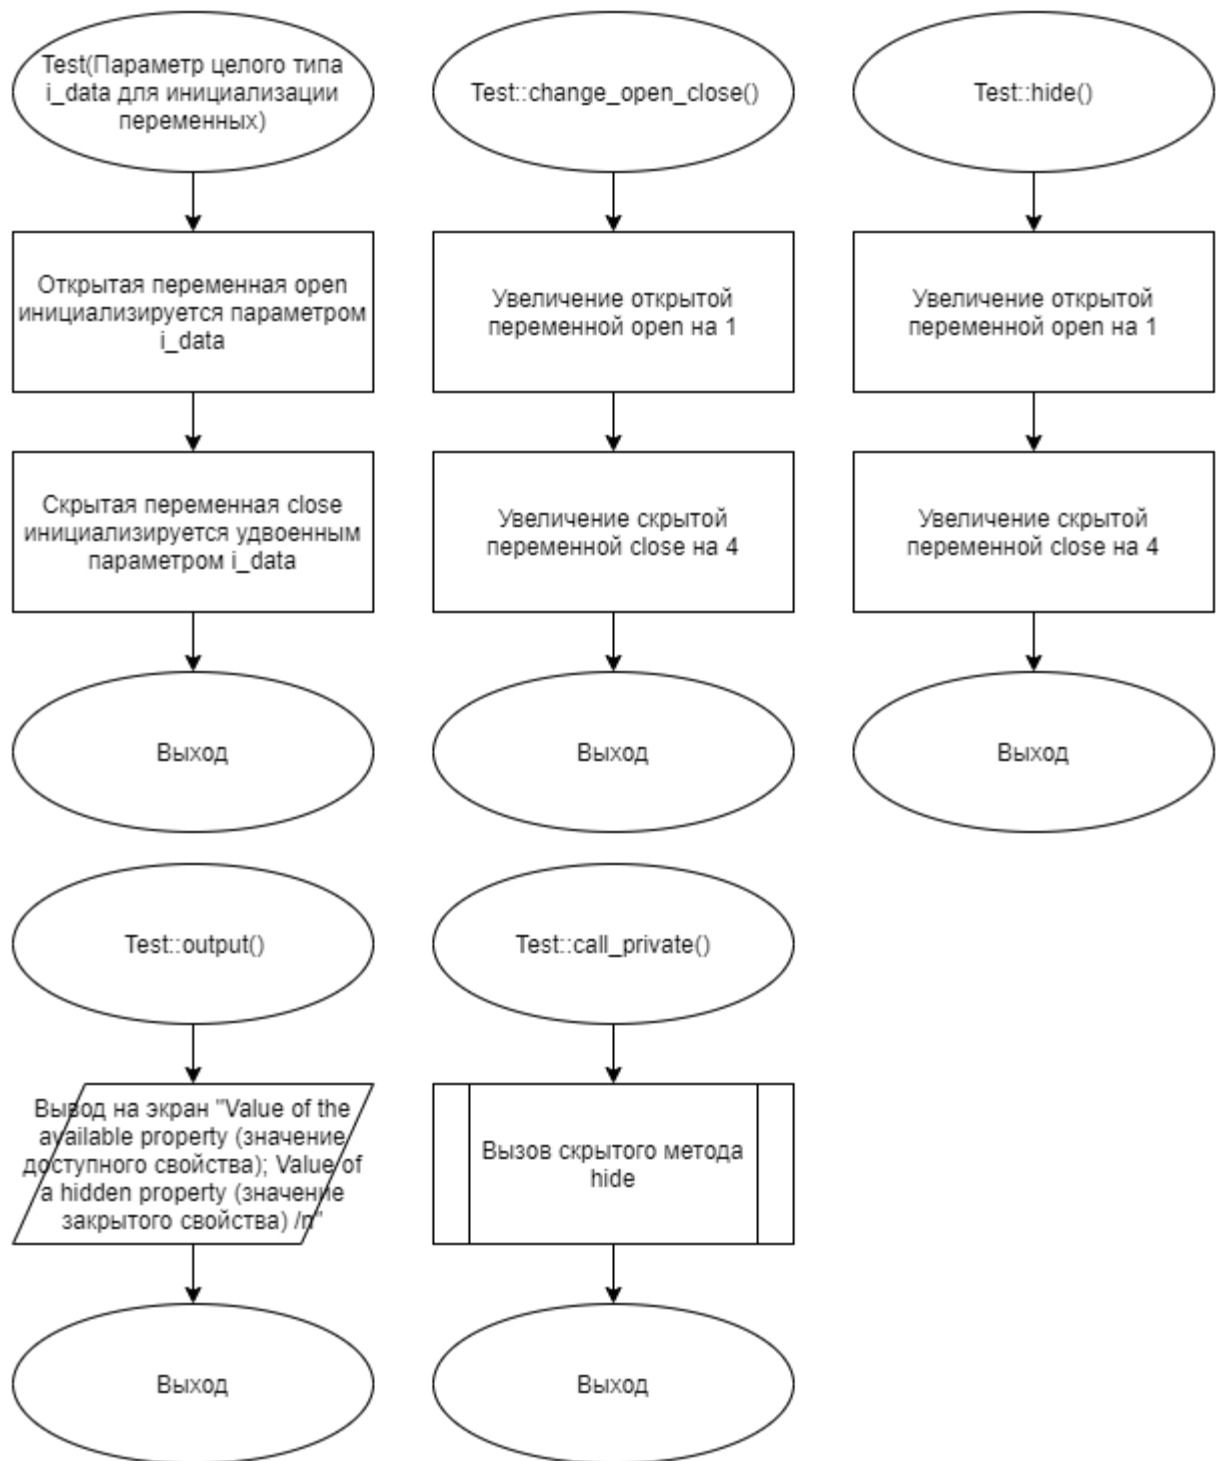 Test(Параметр целого типа
i_data для инициализации
переменных)
Test::change_open_close()
Test::hide()
Открытая переменная open
инициализируется параметром
i_data
Увеличение открытой
переменной open на 1
Увеличение открытой
переменной open на 1
Скрытая переменная close
инициализируется удвоенным
параметром i_data
Увеличение скрытой
переменной close на 4
Увеличение скрытой
переменной close на 4
Выход
Выход
Выход
Test::output()
Test::call_private()
Вывод на экран "Value of the
available property (значение
доступного свойства); Value of
a hidden property (значение
закрытого свойства) /n"
Вызов скрытого метода
hide
Выход
Выход